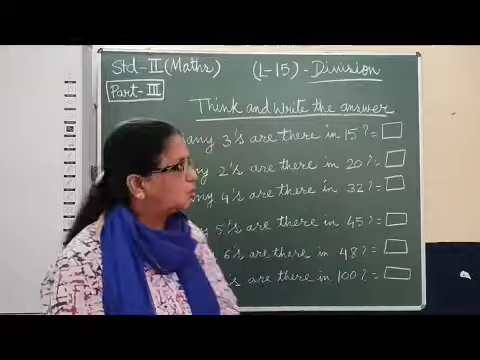 Std-II (Maths) (L-15) - Division
Part-III
Think and Write the answer
any 3's are there in 15? =
y 2's are there in 20? =
ny 4's are there in 32? =
5's are there in 45? =
6's are there in 48? =
's are there in 100? =